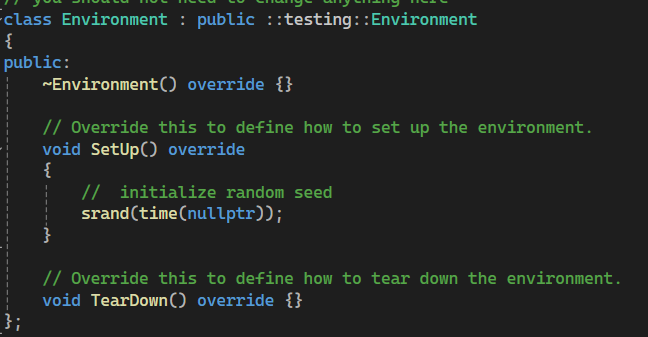 // you should not need to change anything here
class Environment : public ::testing::Environment
{
public:
~Environment() override {}
// Override this to define how to set up the environment.
void SetUp() override
{
//  initialize random seed
srand(time(nullptr));
}
// Override this to define how to tear down the environment.
void TearDown() override {}
};